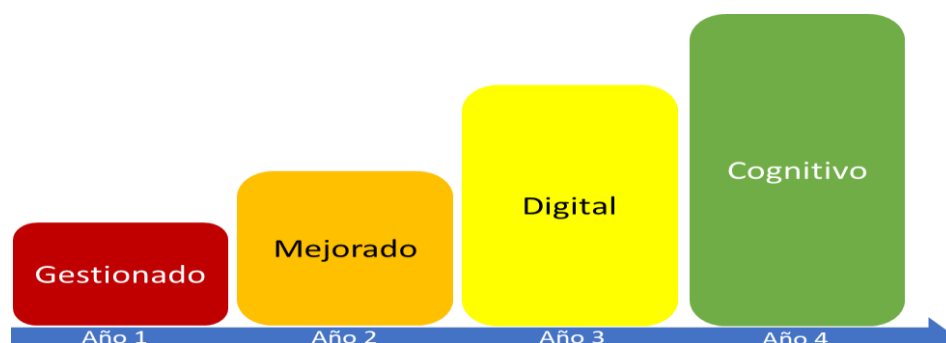 Cognitivo
Digital
Mejorado
Gestionado
Año 1
Año 2
Año 3
Año 4